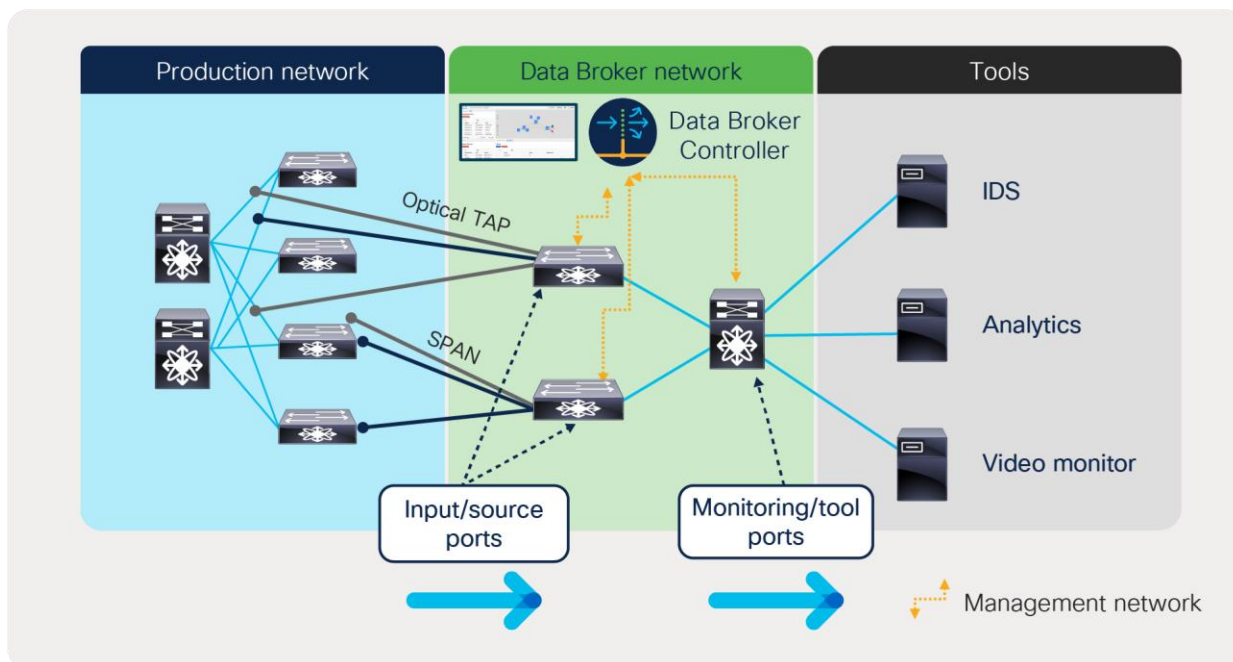 Production network
Data Broker network
Tools
Data Broker
Controller
Optical TAP
SPAN
IDS
Analytics
Video monitor
Input/source
ports
Monitoring/tool
ports
Management network